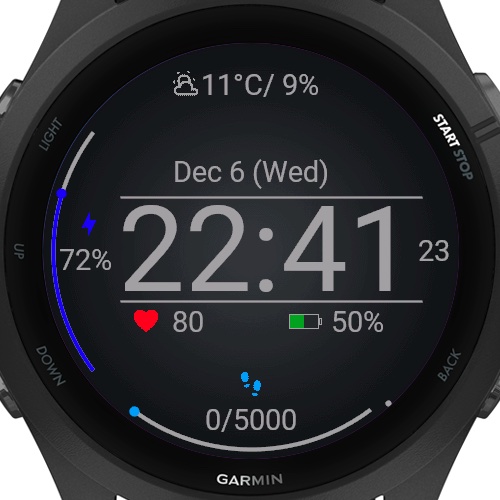 11°C/ 9%
LIGHT
START STOP
Dec 6 (Wed)
22:41
23
UP
72%
80
50%
DOWN
BACK
0/5000
GARMIN